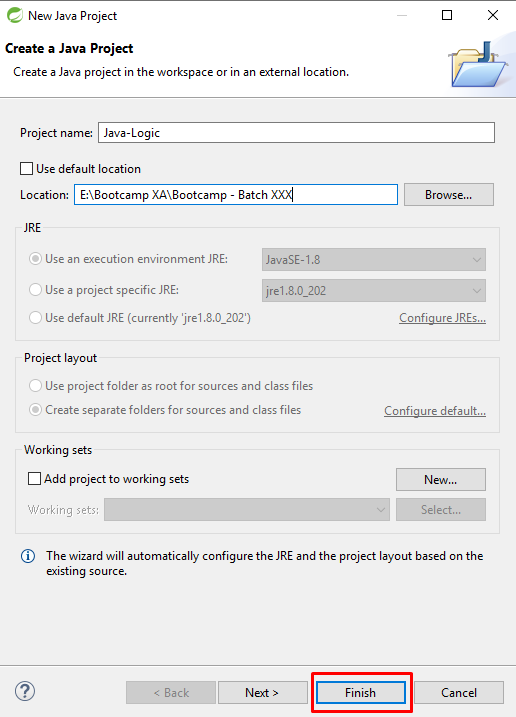 New Java Project
Create a Java Project
Create a Java project in the workspace or in an external location.
Project name: Java-Logic
Use default location
Location: E:\Bootcamp XA\Bootcamp - Batch XXX Browse...
JRE
Use an execution environment JRE: JavaSE-1.8
Use a project specific JRE: jre1.8.0_202
Use default JRE (currently 'jre1.8.0_202') Configure JREs...
Project layout
Use project folder as root for sources and class files
Create separate folders for sources and class files Configure default...
Working sets
Add project to working sets New...
Working sets: Select...
The wizard will automatically configure the JRE and the project layout based on the
existing source.
? < Back Next > Finish Cancel